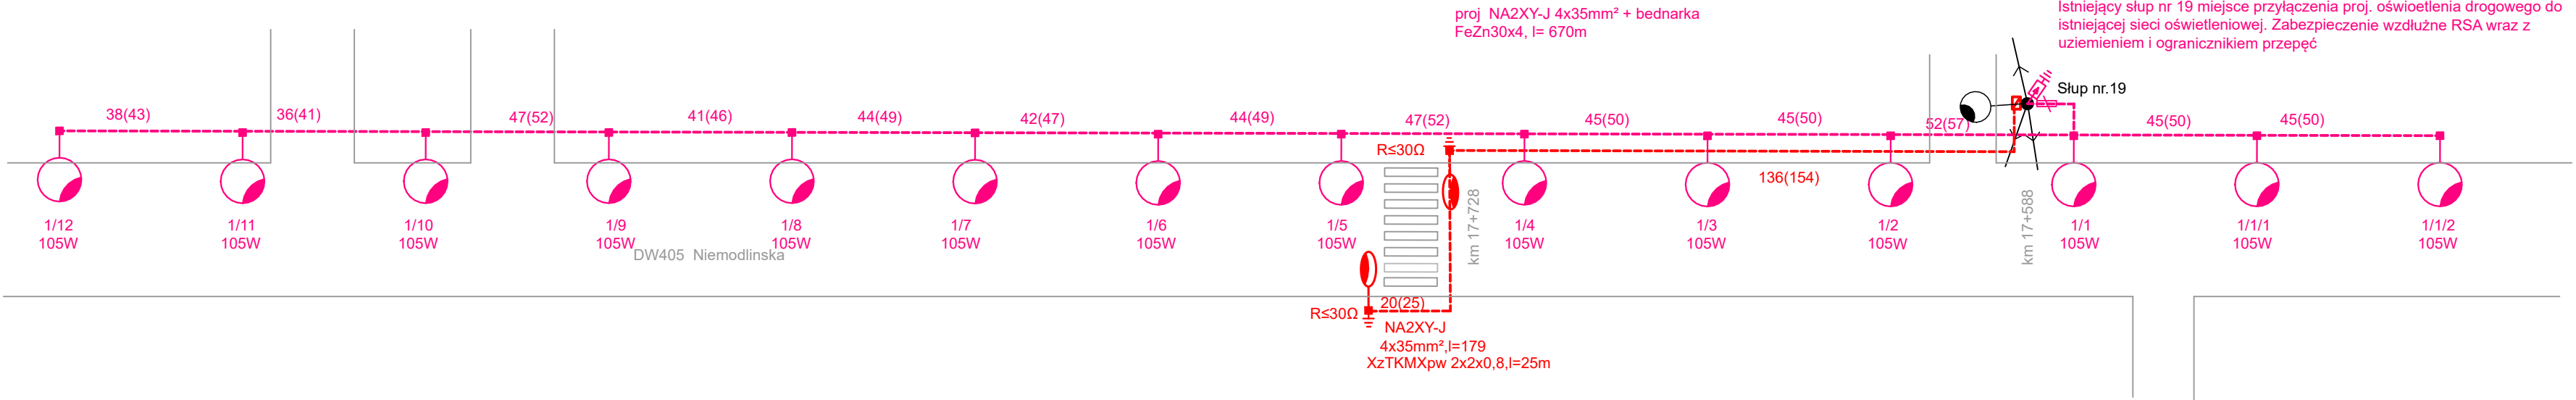 proj NA2XY-J 4x35mm² + bednarka
FeZn30x4, l= 670m
Istniejący słup nr 19 miejsce przyłączenia proj. oświoetlenia drogowego do
istniejącej sieci oświetleniowej. Zabezpieczenie wzdłużne RSA wraz z
uziemieniem i ogranicznikiem przepęć
Słup nr.19
38(43)
36(41)
47(52)
41(46)
44(49)
42(47)
44(49)
47(52)
45(50)
45(50)
52(57)
45(50)
45(50)
R≤30Ω
136(154)
km 17+728
km 17+588
1/12
105W
1/11
105W
1/10
105W
1/9
105W
1/8
105W
1/7
105W
1/6
105W
1/5
105W
1/4
105W
1/3
105W
1/2
105W
1/1
105W
1/1/1
105W
1/1/2
105W
DW405 Niemodlinska
20(25)
R≤30Ω
NA2XY-J
4x35mm²,l=179
XzTKMXpw 2x2x0,8,l=25m